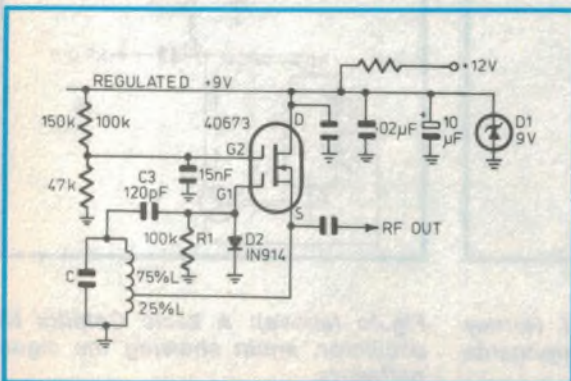 REGULATED +9V
+12V
150k
100k
40673
D
·02µF
+
10
µF
D1
9V
G2
47k
C3
120pF
15nF
G1
S
100k
R1
D2
IN914
RF OUT
C
75%L
25%L